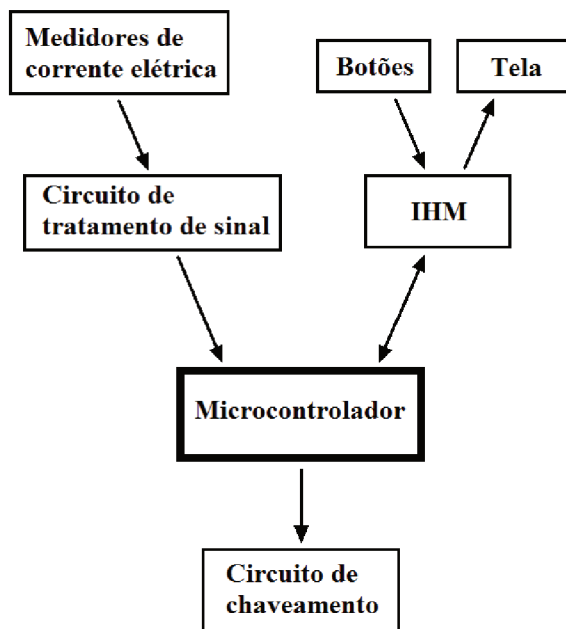 Medidores de
corrente elétrica
Botões
Tela
Circuito de
tratamento de sinal
IHM
Microcontrolador
Circuito de
chaveamento